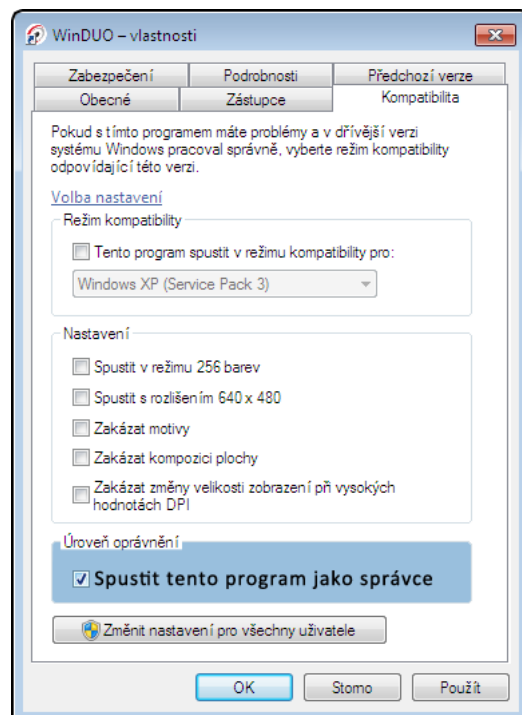 WinDUO – vlastnosti
Zabezpečení
Podrobnosti
Předchozí verze
Obecné
Zástupce
Kompatibilita
Pokud s tímto programem máte problémy a v dřívější verzi
systému Windows pracoval správně, vyberte režim kompatibility
odpovídající této verzi.
Volba nastavení
Režim kompatibility
Tento program spustit v režimu kompatibility pro:
Windows XP (Service Pack 3)
Nastavení
Spustit v režimu 256 barev
Spustit s rozlišením 640 x 480
Zakázat motivy
Zakázat kompozici plochy
Zakázat změny velikosti zobrazení při vysokých
hodnotách DPI
Úroveň oprávnění
Spustit tento program jako správce
Změnit nastavení pro všechny uživatele
OK
Storno
Použít